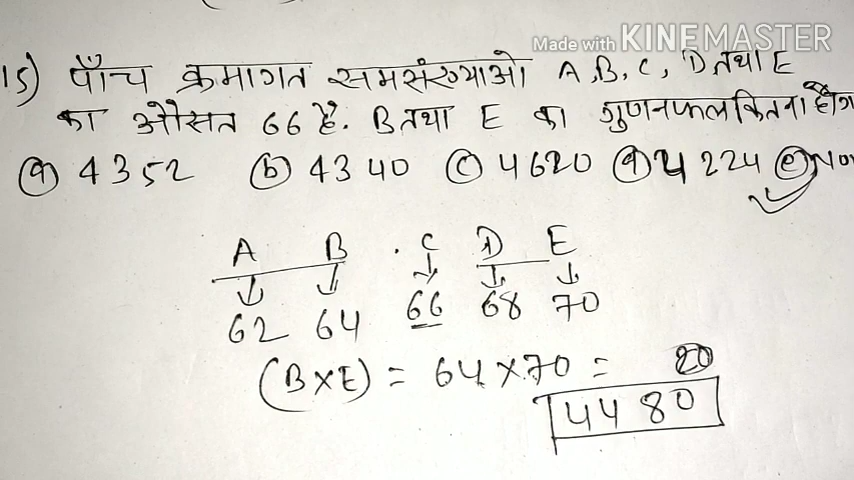 Made with KINEMASTER
15) पाँच क्रमागत समसंख्याओ A, B, C, D तथा E
का औसत 66 है. B तथा E का गुणनफल कितना
(a) 4352 (b) 4340 (c) 4620 (d) 4224 (e)
A B C D E
↓ ↓ ↓ ↓ ↓
62 64 66 68 70
(B×E) = 64×70 = 20
4480